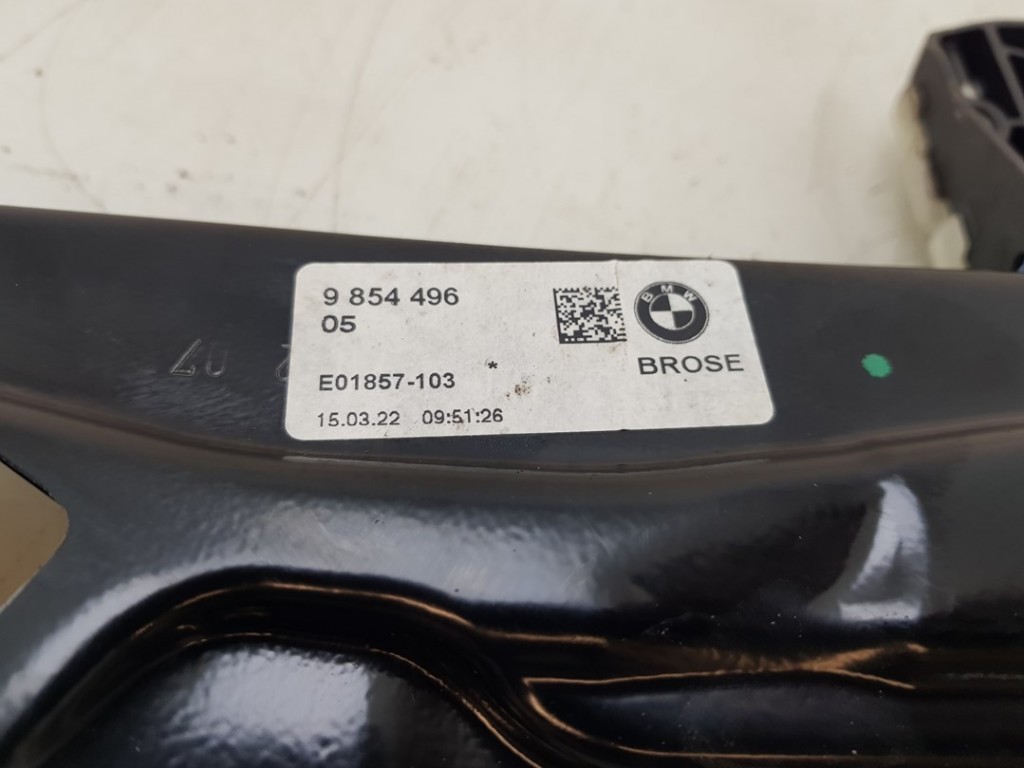 9 854 496
05
E01857-103 *
15.03.22 09:51:26
BMW
BROSE